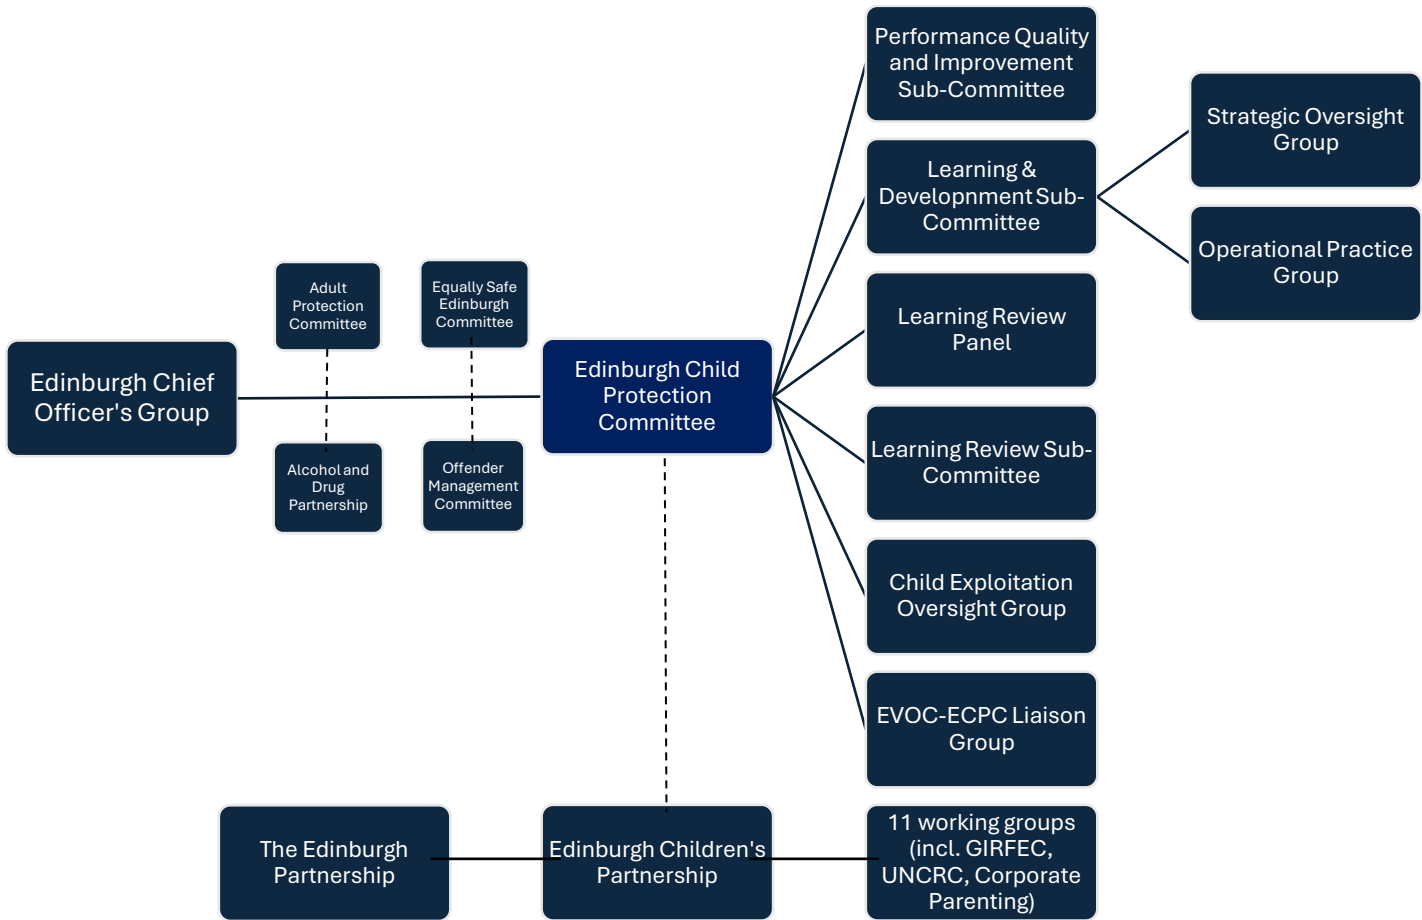 Performance Quality
and Improvement
Sub-Committee
Strategic Oversight
Group
Learning &
Developnment Sub-
Committee
Operational Practice
Group
Adult
Protection
Committee
Equally Safe
Edinburgh
Committee
Learning Review
Panel
Edinburgh Chief
Officer's Group
Edinburgh Child
Protection
Committee
Learning Review Sub-
Committee
Alcohol and
Drug
Partnership
Offender
Management
Committee
Child Exploitation
Oversight Group
EVOC-ECPC Liaison
Group
The Edinburgh
Partnership
Edinburgh Children's
Partnership
11 working groups
(incl. GIRFEC,
UNCRC, Corporate
Parenting)